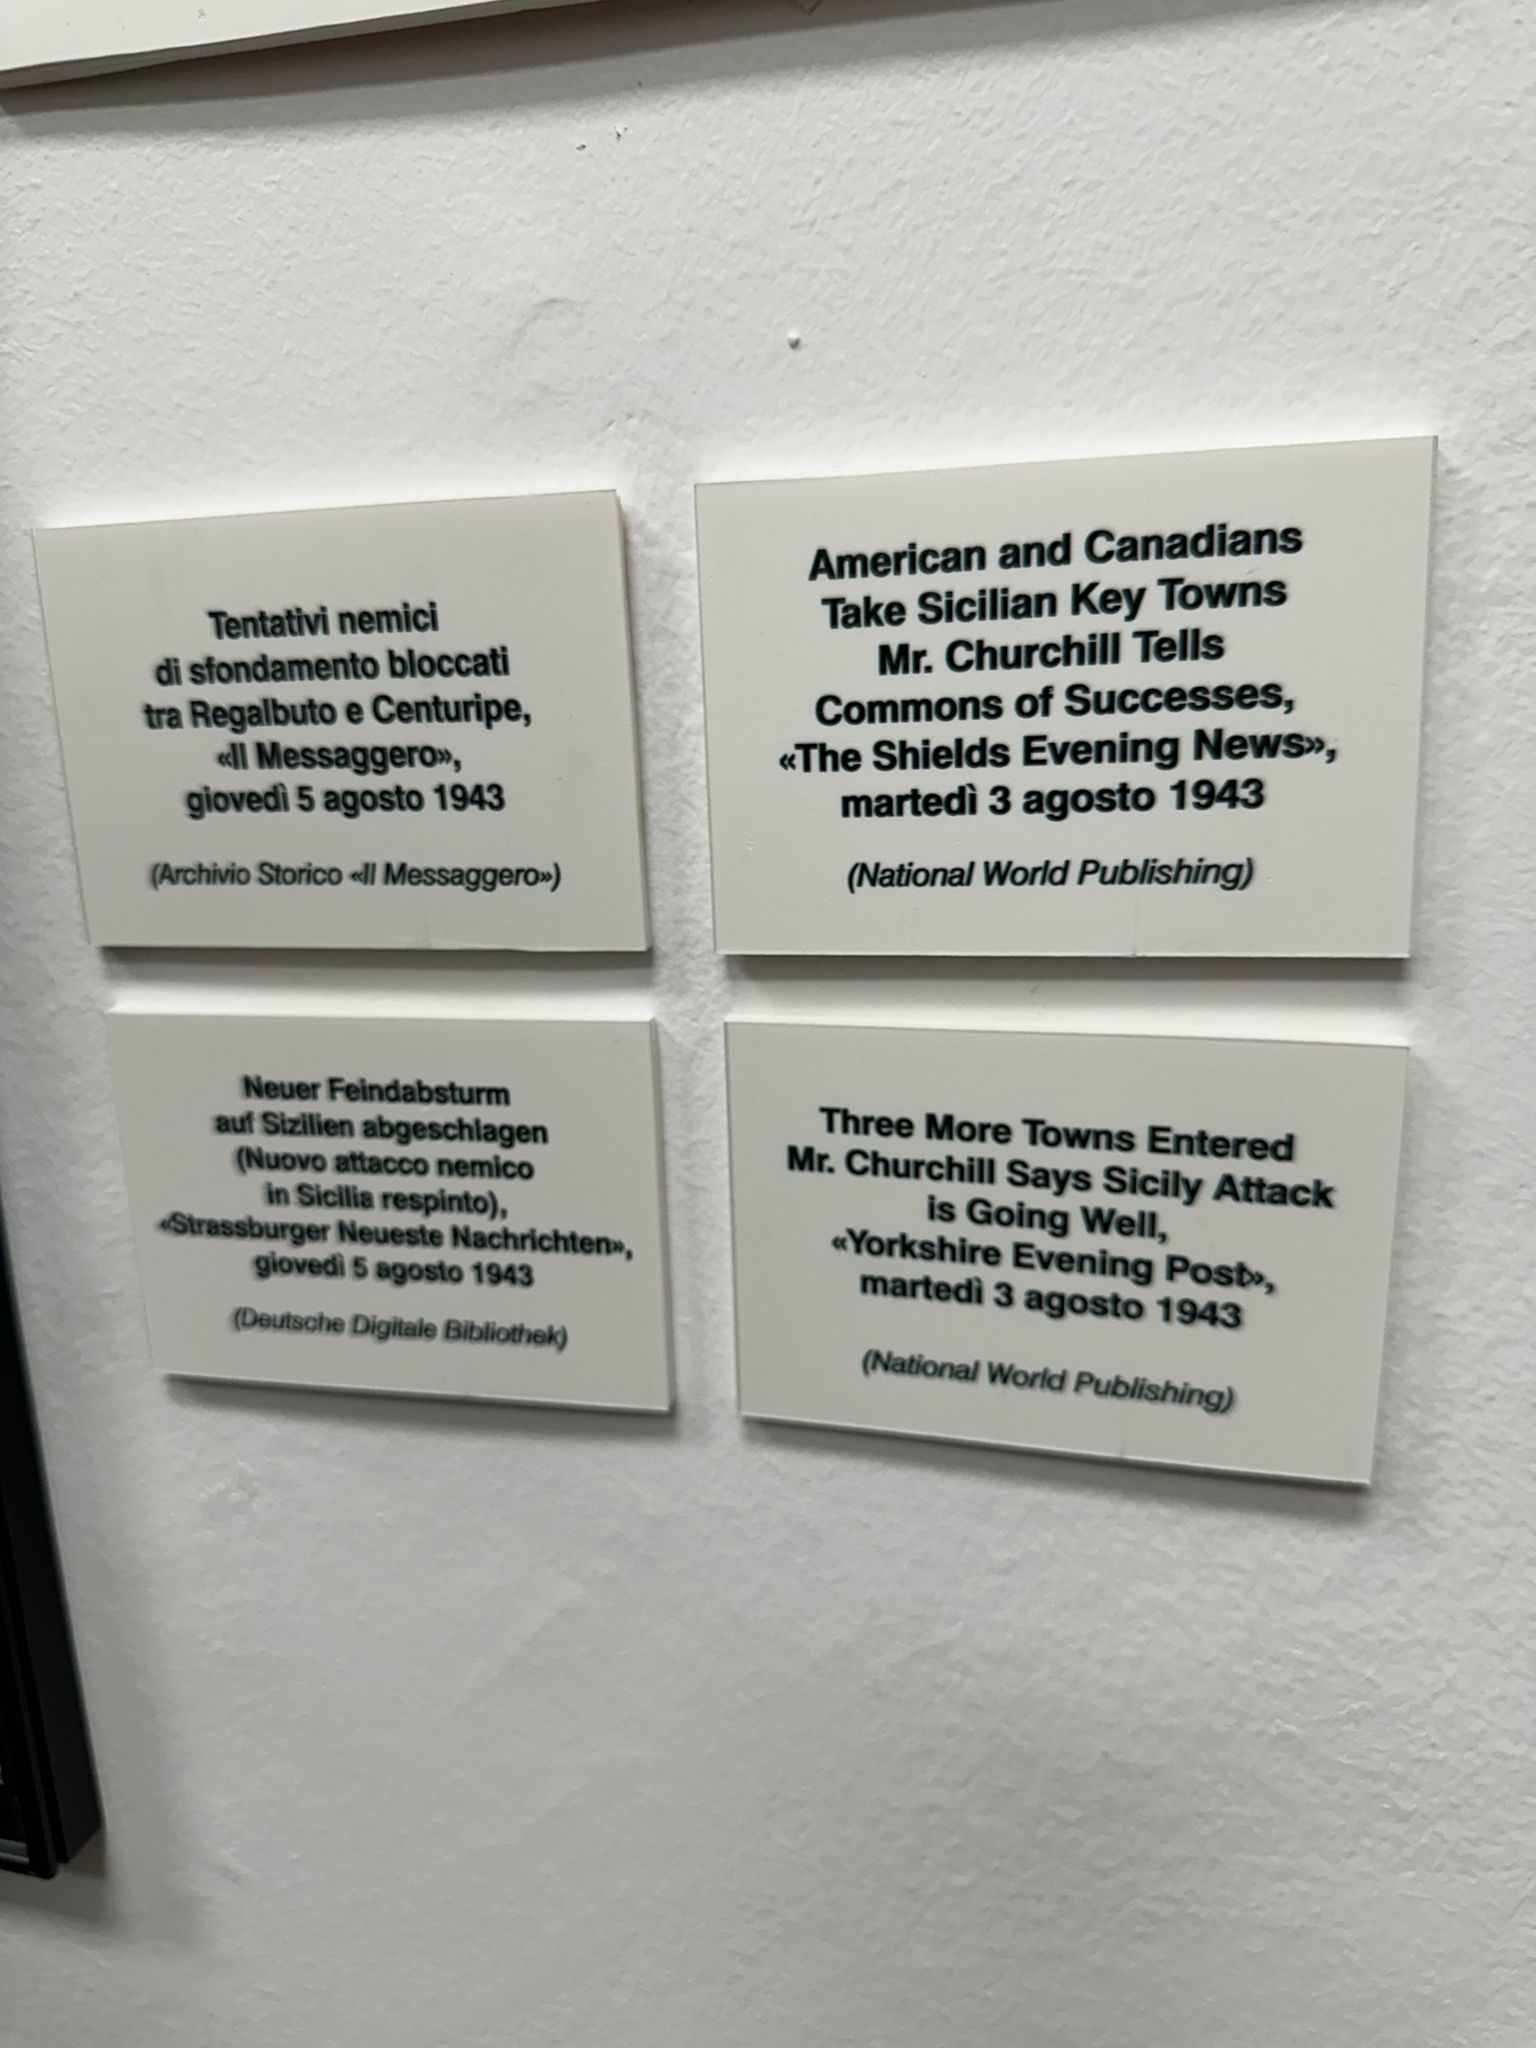 Tentativi nemici
di sfondamento bloccati
tra Regalbuto e Centuripe,
«Il Messaggero»,
giovedì 5 agosto 1943
(Archivio Storico «Il Messaggero»)
American and Canadians
Take Sicilian Key Towns
Mr. Churchill Tells
Commons of Successes,
«The Shields Evening News»,
martedì 3 agosto 1943
(National World Publishing)
Neuer Feindabsturm
auf Sizilien abgeschlagen
(Nuovo attacco nemico
in Sicilia respinto),
«Strassburger Neueste Nachrichten»,
giovedì 5 agosto 1943
(Deutsche Digitale Bibliothek)
Three More Towns Entered
Mr. Churchill Says Sicily Attack
is Going Well,
«Yorkshire Evening Post»,
martedì 3 agosto 1943
(National World Publishing)